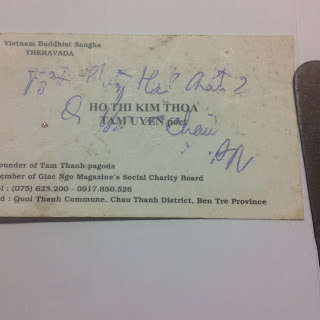 Vietnam Buddhist Sangha
THERAVADA
HO THI KIM THOA
TAM UYEN poet
ounder of Tam Thanh-pagoda
ember of Giac Ngo Magazine's Social Charity Board
el : (075) 623.200 - 0917.850.526
d : Quoi Thanh Commune, Chau Thanh District, Ben Tre Province